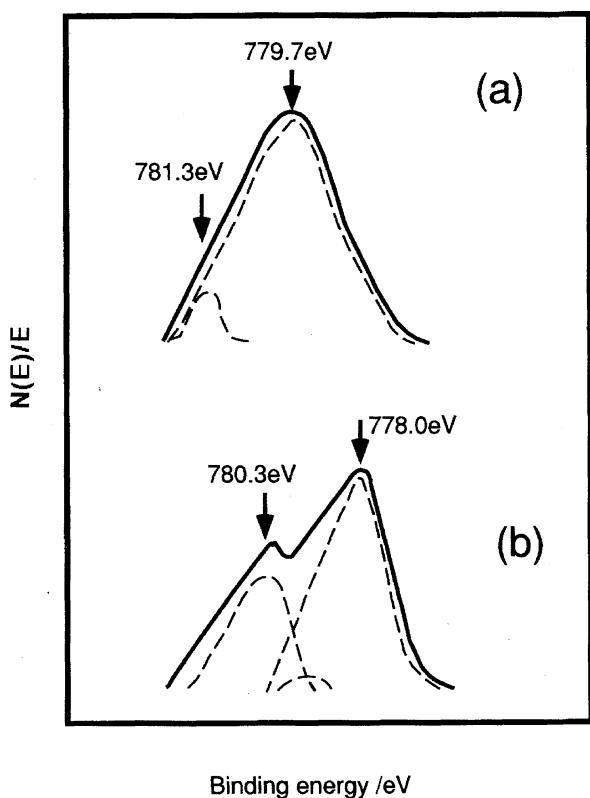 779.7eV
(a)
781.3eV
N(E)/E
778.0eV
780.3eV
(b)
Binding energy /eV